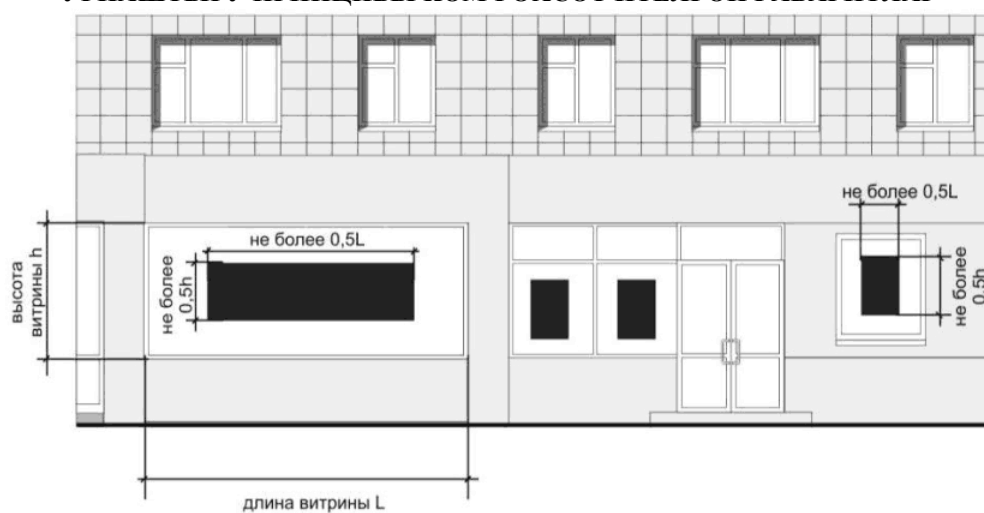 не более 0,5L
не более 0,5L
не более
0,5h
не более
0,5h
высота
витрины h
длина витрины L